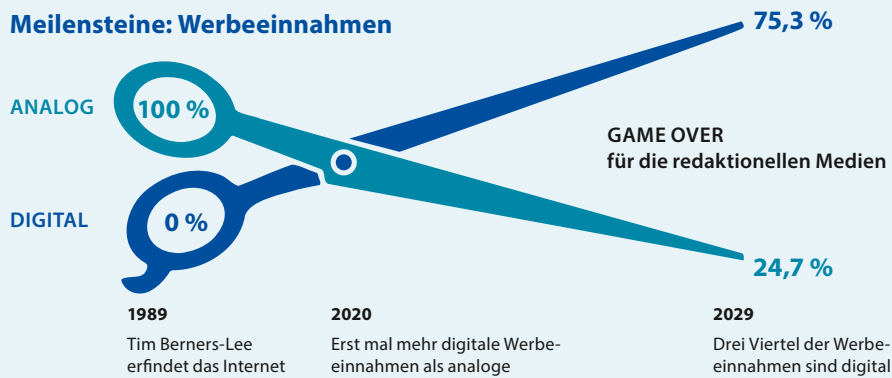 Meilensteine: Werbeeinnahmen
75,3 %
ANALOG
100 %
GAME OVER
für die redaktionellen Medien
DIGITAL
0 %
24,7 %
1989
Tim Berners-Lee
erfindet das Internet
2020
Erst mal mehr digitale Werbe-
einnahmen als analoge
2029
Drei Viertel der Werbe-
einnahmen sind digital